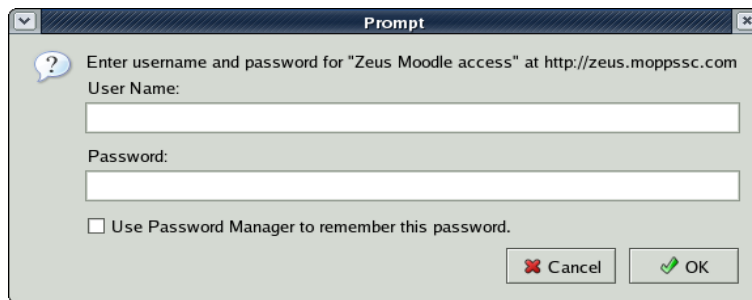 Prompt
Enter username and password for "Zeus Moodle access" at http://zeus.moppssc.com
User Name:
Password:
Use Password Manager to remember this password.
Cancel
OK